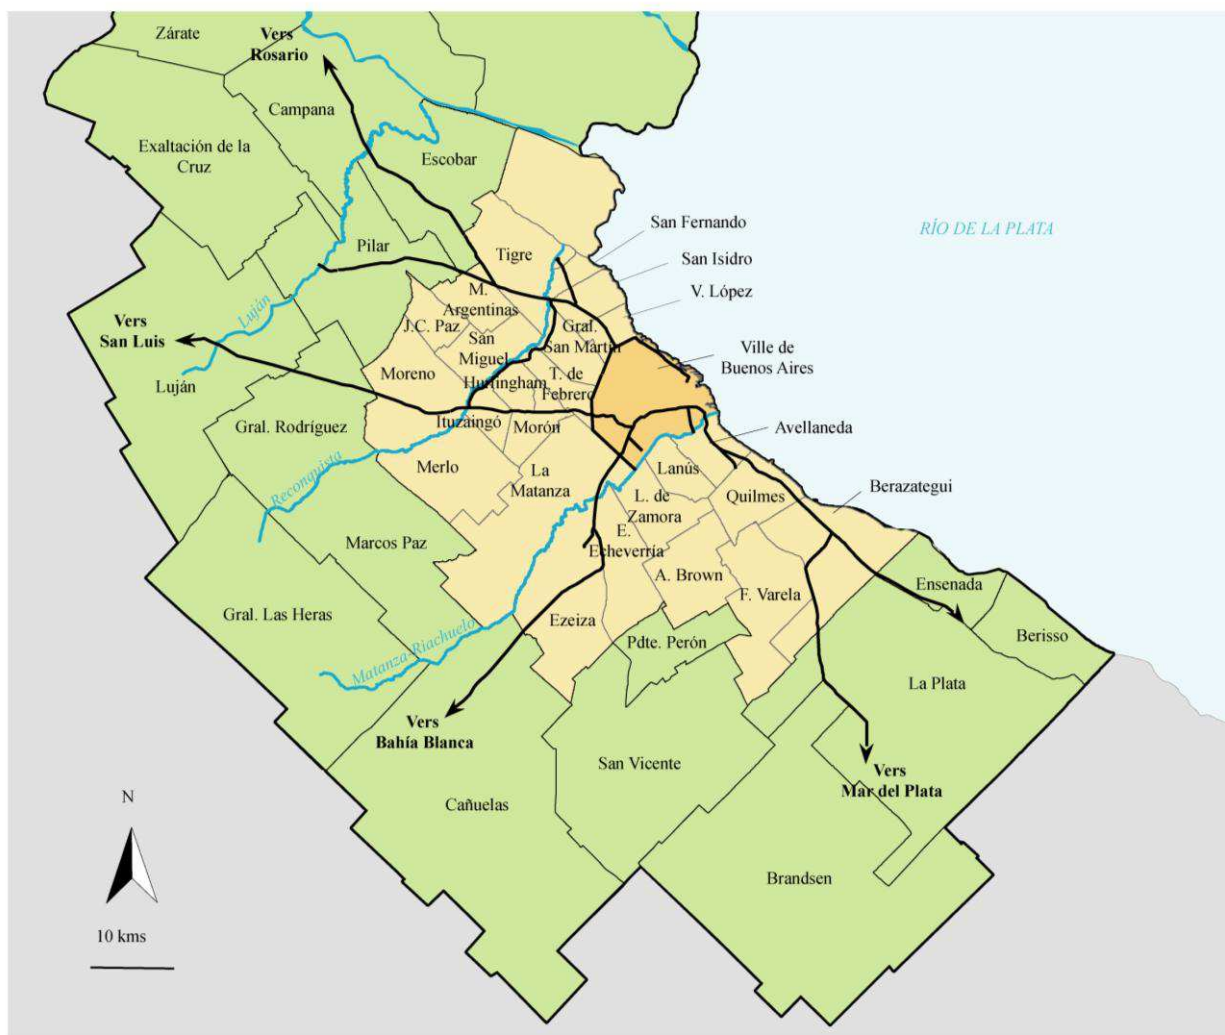 Zárate
Vers
Rosario
Campana
Exaltación de la
Cruz
Escobar
San Fernando
RÍO DE LA PLATA
Pilar
Tigre
San Isidro
M.
Argentinas
V. López
Luján
Vers
San Luis
J.C. Paz
Gral.
San Martín
San
Miguel
Ville de
Buenos Aires
Moreno
Hurlingham
T. de
Febrero
Luján
Gral. Rodríguez
Ituzaingó
Morón
Avellaneda
Reconquista
Merlo
La
Matanza
Lanús
Quilmes
Berazategui
L. de
Zamora
E.
Echeverría
Marcos Paz
A. Brown
Ensenada
F. Varela
Gral. Las Heras
Ezeiza
Berisso
Pdte. Perón
Matanza-Riachuelo
La Plata
Vers
Bahía Blanca
San Vicente
Vers
Mar del Plata
N
Cañuelas
Brandsen
10 kms